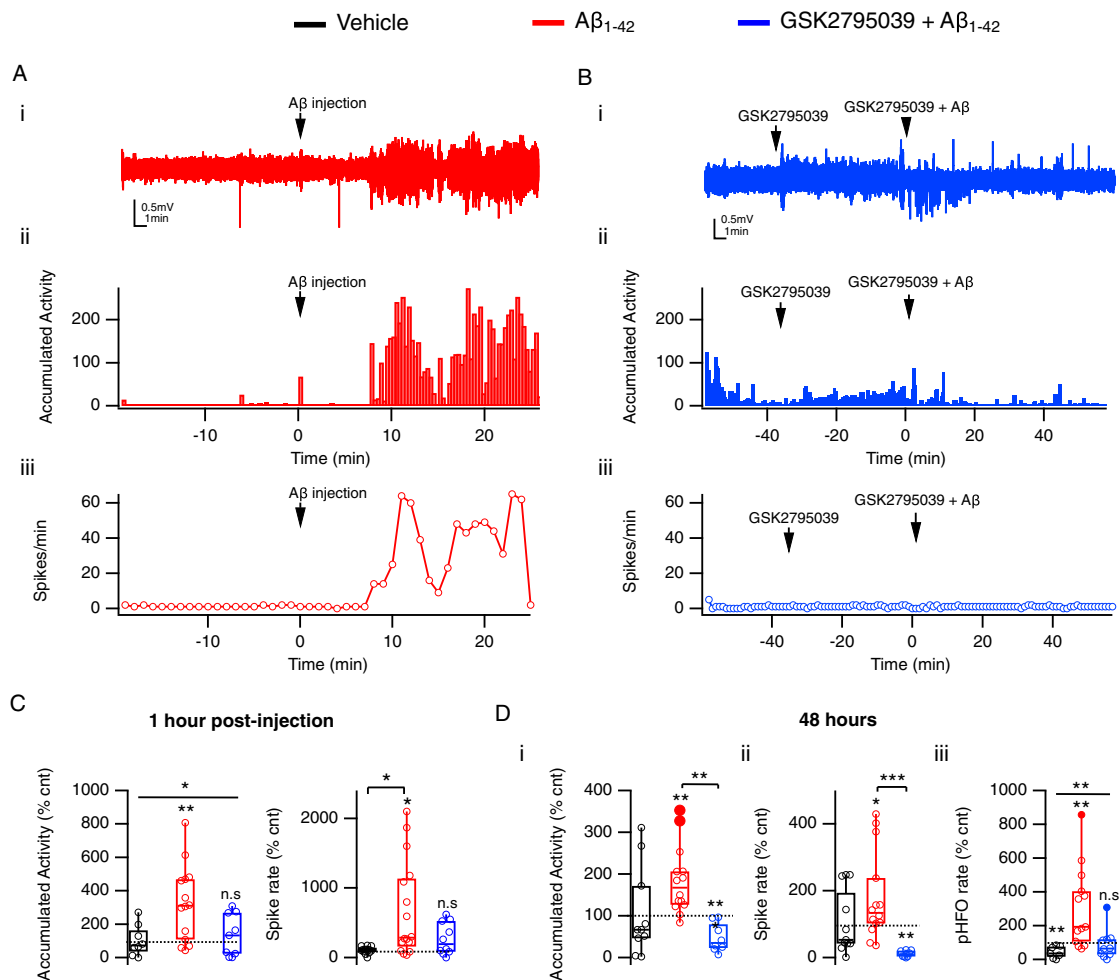 Vehicle Aβ1-42 GSK2795039 + Aβ1-42
A
i
Aβ injection
0.5mV
1min
ii
Aβ injection
Accumulated Activity
200
100
0
-10 0 10 20
Time (min)
iii
Aβ injection
Spikes/min
60
40
20
0
-10 0 10 20
Time (min)
B
i
GSK2795039
GSK2795039 + Aβ
0.5mV
1min
ii
GSK2795039
GSK2795039 + Aβ
Accumulated Activity
200
100
0
-40 -20 0 20 40
Time (min)
iii
GSK2795039
GSK2795039 + Aβ
Spikes/min
60
40
20
0
-40 -20 0 20 40
Time (min)
C
1 hour post-injection
Accumulated Activity (% cnt)
1000
800
600
400
200
0
*
**
n.s
Spike rate (% cnt)
2000
1000
0
*
*
n.s
D
48 hours
i
Accumulated Activity (% cnt)
400
300
200
100
0
**
**
**
ii
Spike rate (% cnt)
400
200
0
***
*
**
iii
pHFO rate (% cnt)
1000
800
600
400
200
0
**
**
**
n.s